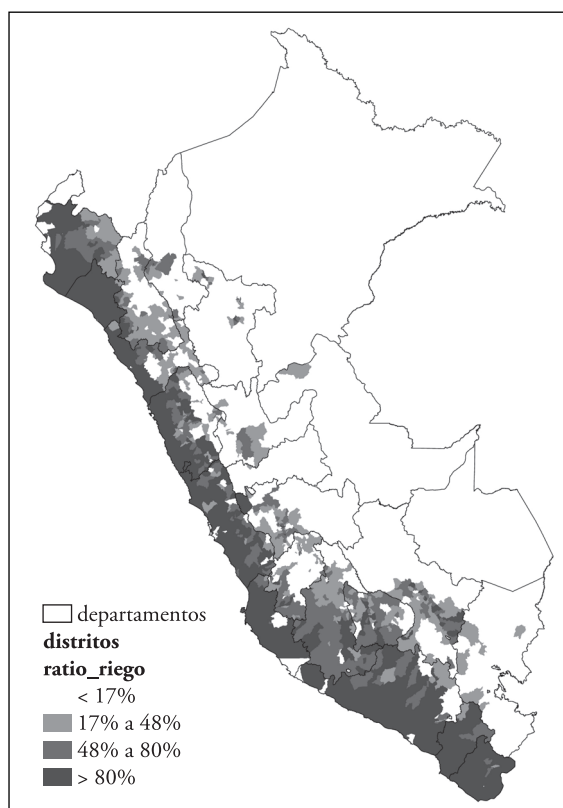 departamentos
distritos
ratio_riego
< 17%
17% a 48%
48% a 80%
> 80%